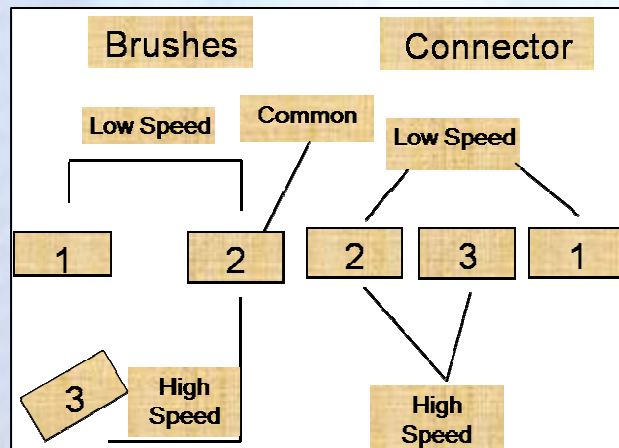 Brushes
Connector
Low Speed
Common
Low Speed
1
2
2
3
1
3
High
Speed
High
Speed